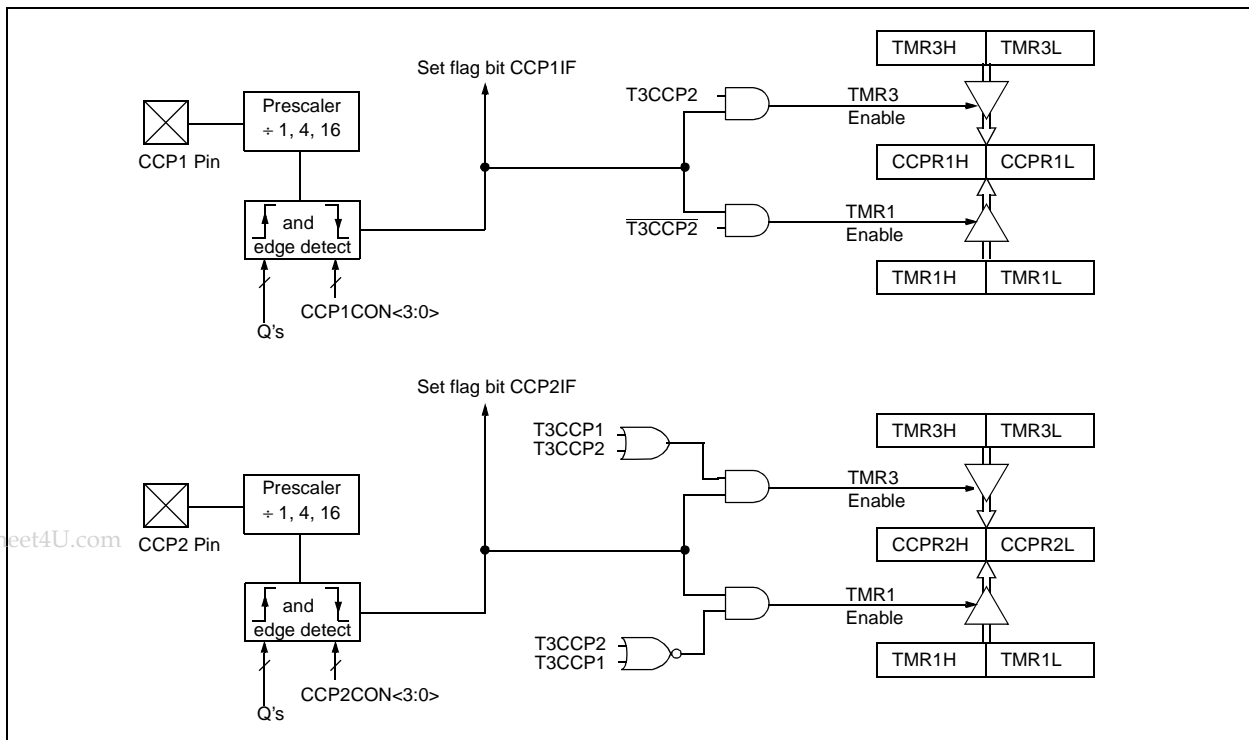 TMR3H TMR3L
Set flag bit CCP1IF
T3CCP2
TMR3
Enable
Prescaler
÷ 1, 4, 16
CCP1 Pin
CCPR1H CCPR1L
and
edge detect
T3CCP2
TMR1
Enable
TMR1H TMR1L
CCP1CON<3:0>
Q's
Set flag bit CCP2IF
TMR3H TMR3L
T3CCP1
T3CCP2
TMR3
Enable
Prescaler
÷ 1, 4, 16
CCP2 Pin
eet4U.com
CCPR2H CCPR2L
and
edge detect
TMR1
Enable
T3CCP2
T3CCP1
TMR1H TMR1L
CCP2CON<3:0>
Q's